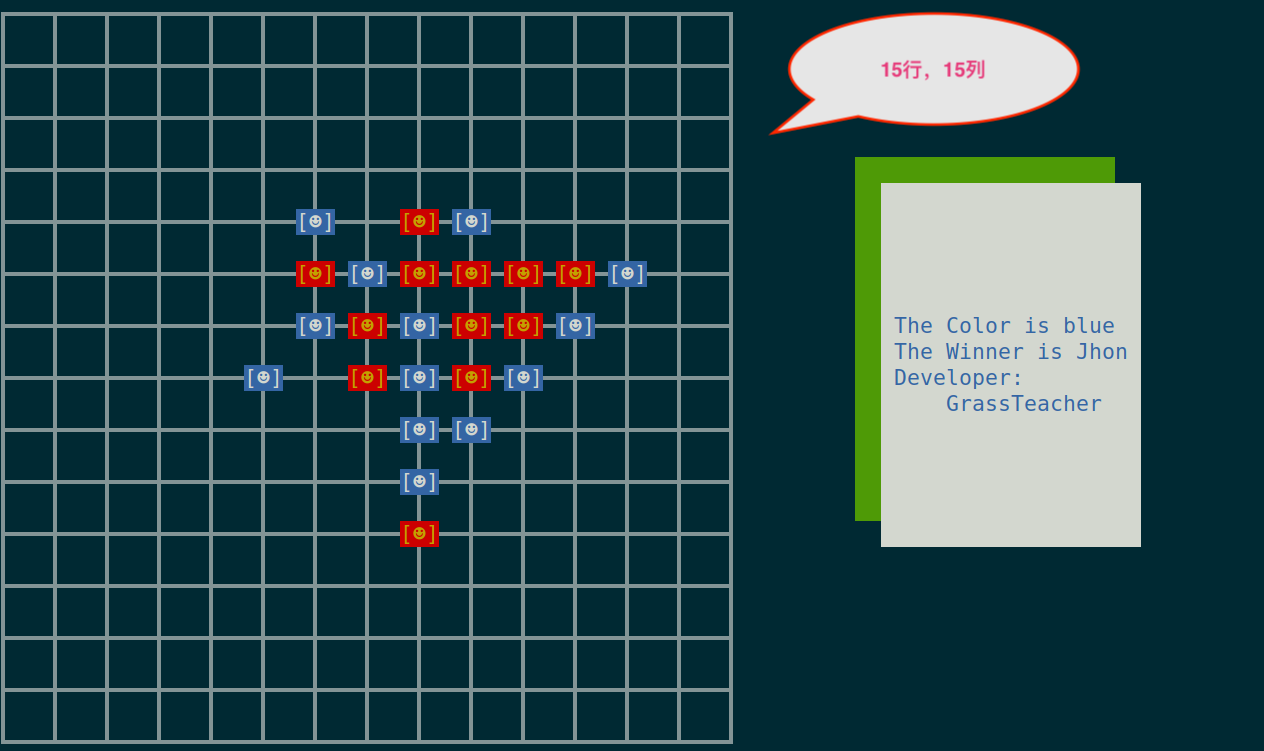 15行，15列
[☻] [☻] [☻]
[☻] [☻] [☻] [☻] [☻] [☻] [☻]
[☻] [☻] [☻] [☻] [☻] [☻]
[☻] [☻] [☻] [☻] [☻]
[☻] [☻]
[☻]
[☻]
The Color is blue
The Winner is Jhon
Developer:
GrassTeacher